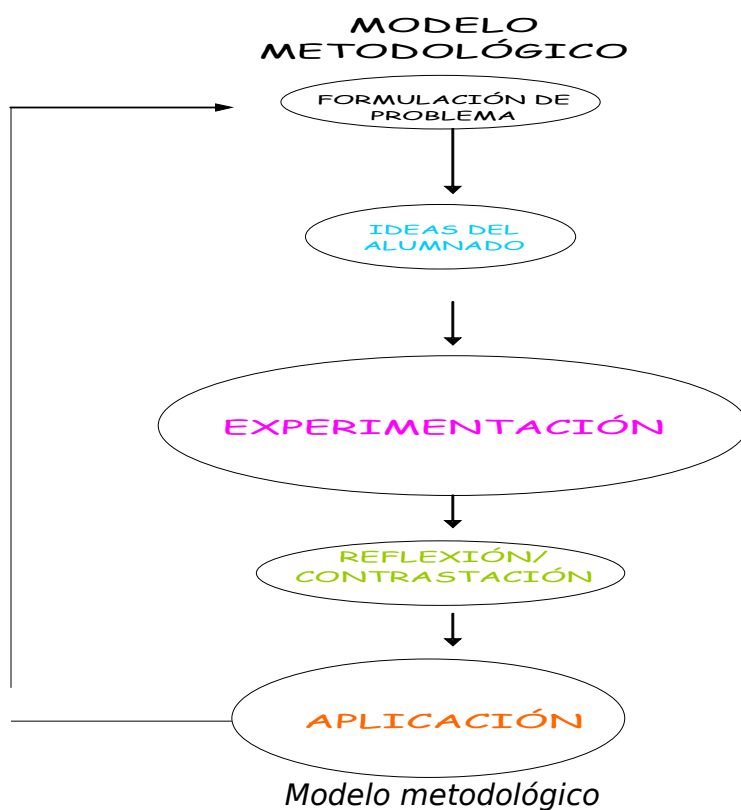 MODELO
METODOLÓGICO
FORMULACIÓN DE
PROBLEMA
IDEAS DEL
ALUMNADO
EXPERIMENTACIÓN
REFLEXIÓN/
CONTRASTACIÓN
APLICACIÓN
Modelo metodológico